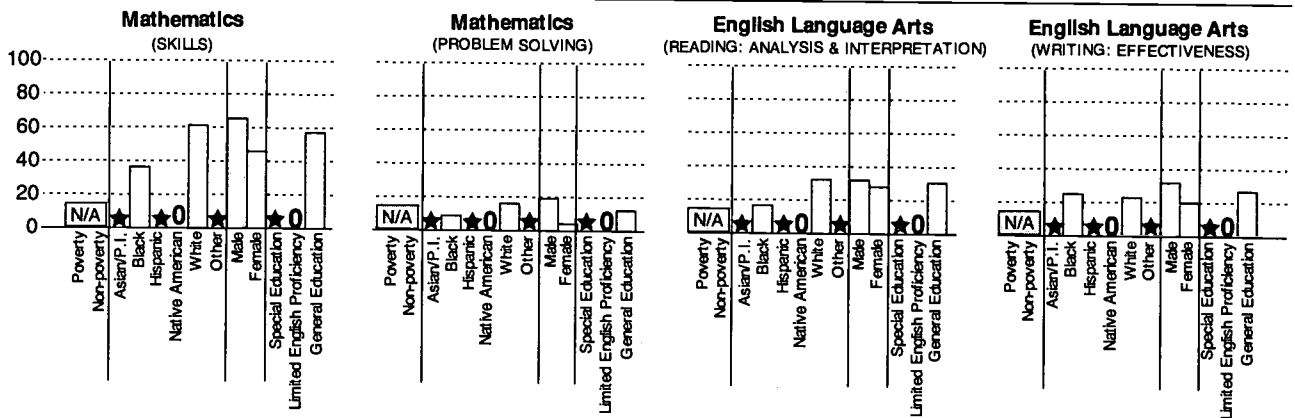 Mathematics
(SKILLS)
100
80
60
40
20
0
N/A
★
★
0
★
★
0
Poverty
Non-poverty
Asian/P.I.
Black
Hispanic
Native American
White
Other
Male
Female
Special Education
Limited English Proficiency
General Education
Mathematics
(PROBLEM SOLVING)
N/A
★
★
0
★
★
0
Poverty
Non-poverty
Asian/P.I.
Black
Hispanic
Native American
White
Other
Male
Female
Special Education
Limited English Proficiency
General Education
English Language Arts
(READING: ANALYSIS & INTERPRETATION)
N/A
★
★
0
★
★
0
Poverty
Non-poverty
Asian/P.I.
Black
Hispanic
Native American
White
Other
Male
Female
Special Education
Limited English Proficiency
General Education
English Language Arts
(WRITING: EFFECTIVENESS)
N/A
★
★
0
★
★
0
Poverty
Non-poverty
Asian/P.I.
Black
Hispanic
Native American
White
Other
Male
Female
Special Education
Limited English Proficiency
General Education